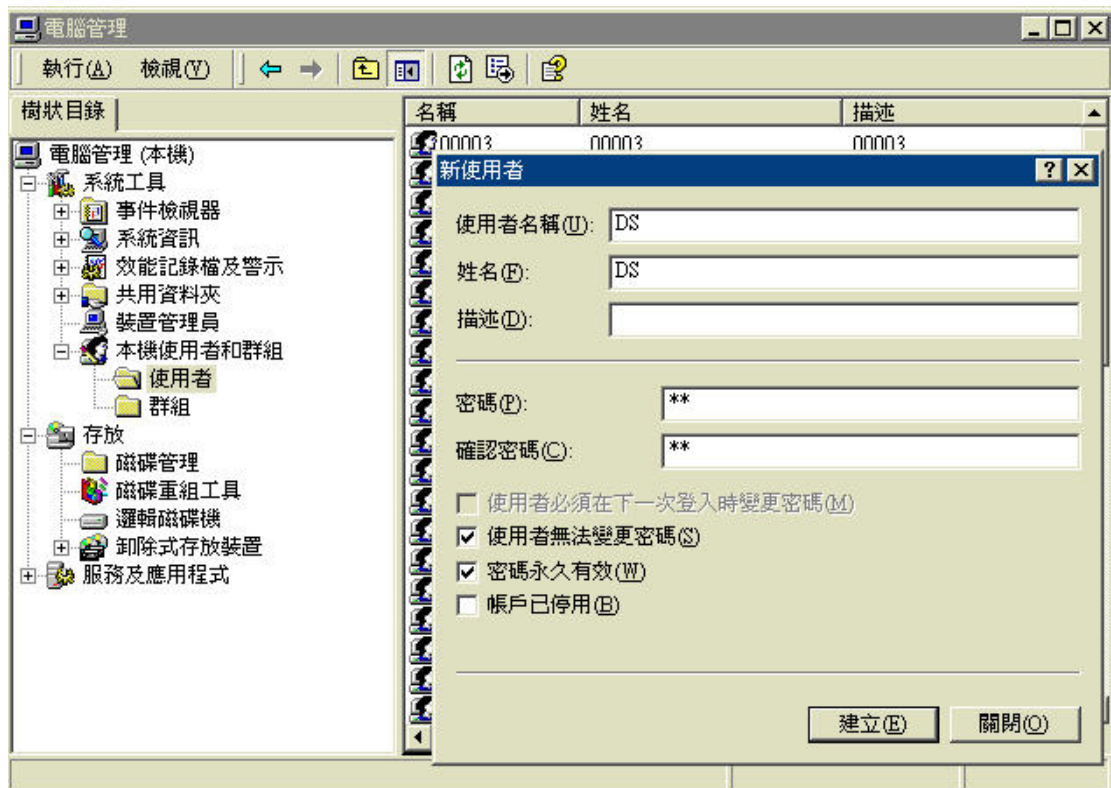 電腦管理
執行(A) 檢視(V)
樹狀目錄
名稱 姓名 描述
電腦管理 (本機)
系統工具
事件檢視器
系統資訊
效能記錄檔及警示
共用資料夾
裝置管理員
本機使用者和群組
使用者
群組
存放
磁碟管理
磁碟重組工具
邏輯磁碟機
卸除式存放裝置
服務及應用程式
00003 00003 00003
新使用者
使用者名稱(U): DS
姓名(F): DS
描述(D):
密碼(P): **
確認密碼(C): **
使用者必須在下一次登入時變更密碼(M)
使用者無法變更密碼(S)
密碼永久有效(W)
帳戶已停用(B)
建立(E) 關閉(O)